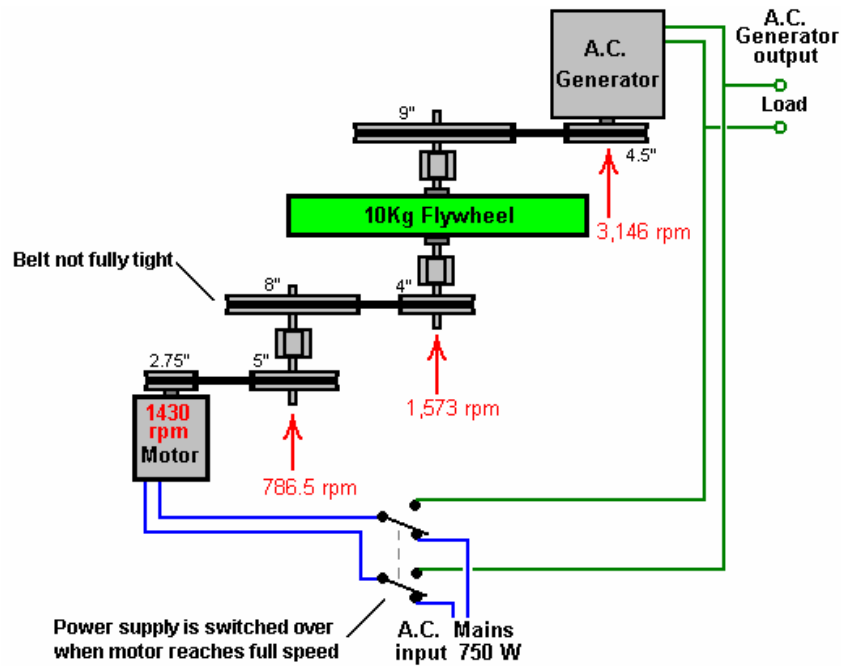 A.C.
Generator
A.C.
Generator
output
Load
9"
4.5"
10Kg Flywheel
3,146 rpm
Belt not fully tight
8"
4"
2.75"
5"
1,573 rpm
1430
rpm
Motor
786.5 rpm
Power supply is switched over
when motor reaches full speed
A.C. Mains
input 750 W